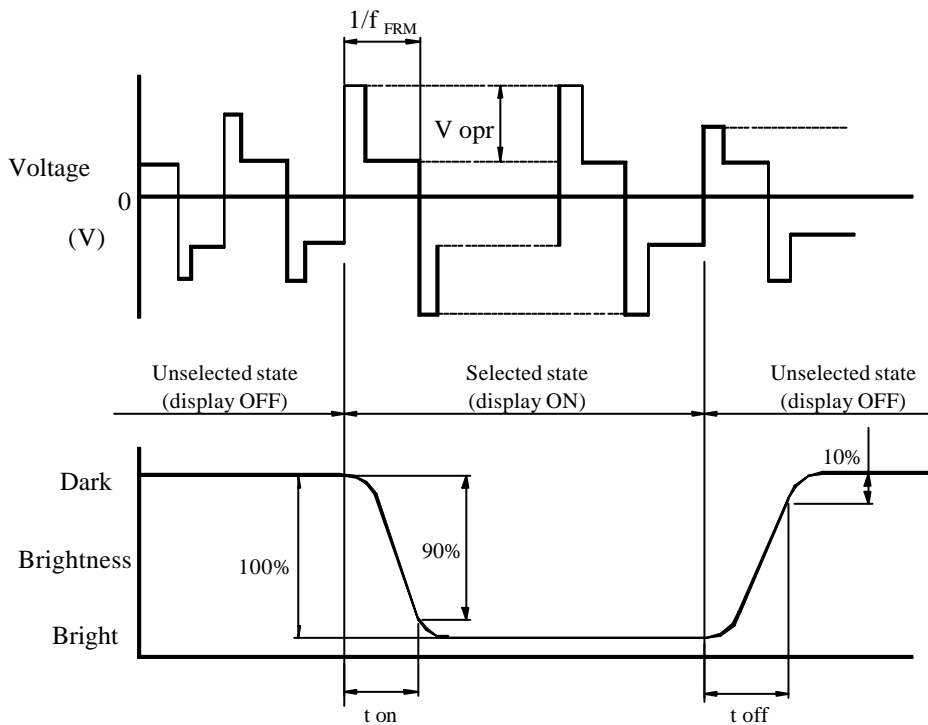 1/f FRM
V opr
Voltage
0
(V)
Unselected state
(display OFF)
Selected state
(display ON)
Unselected state
(display OFF)
10%
Dark
90%
Brightness
100%
Bright
t on
t off